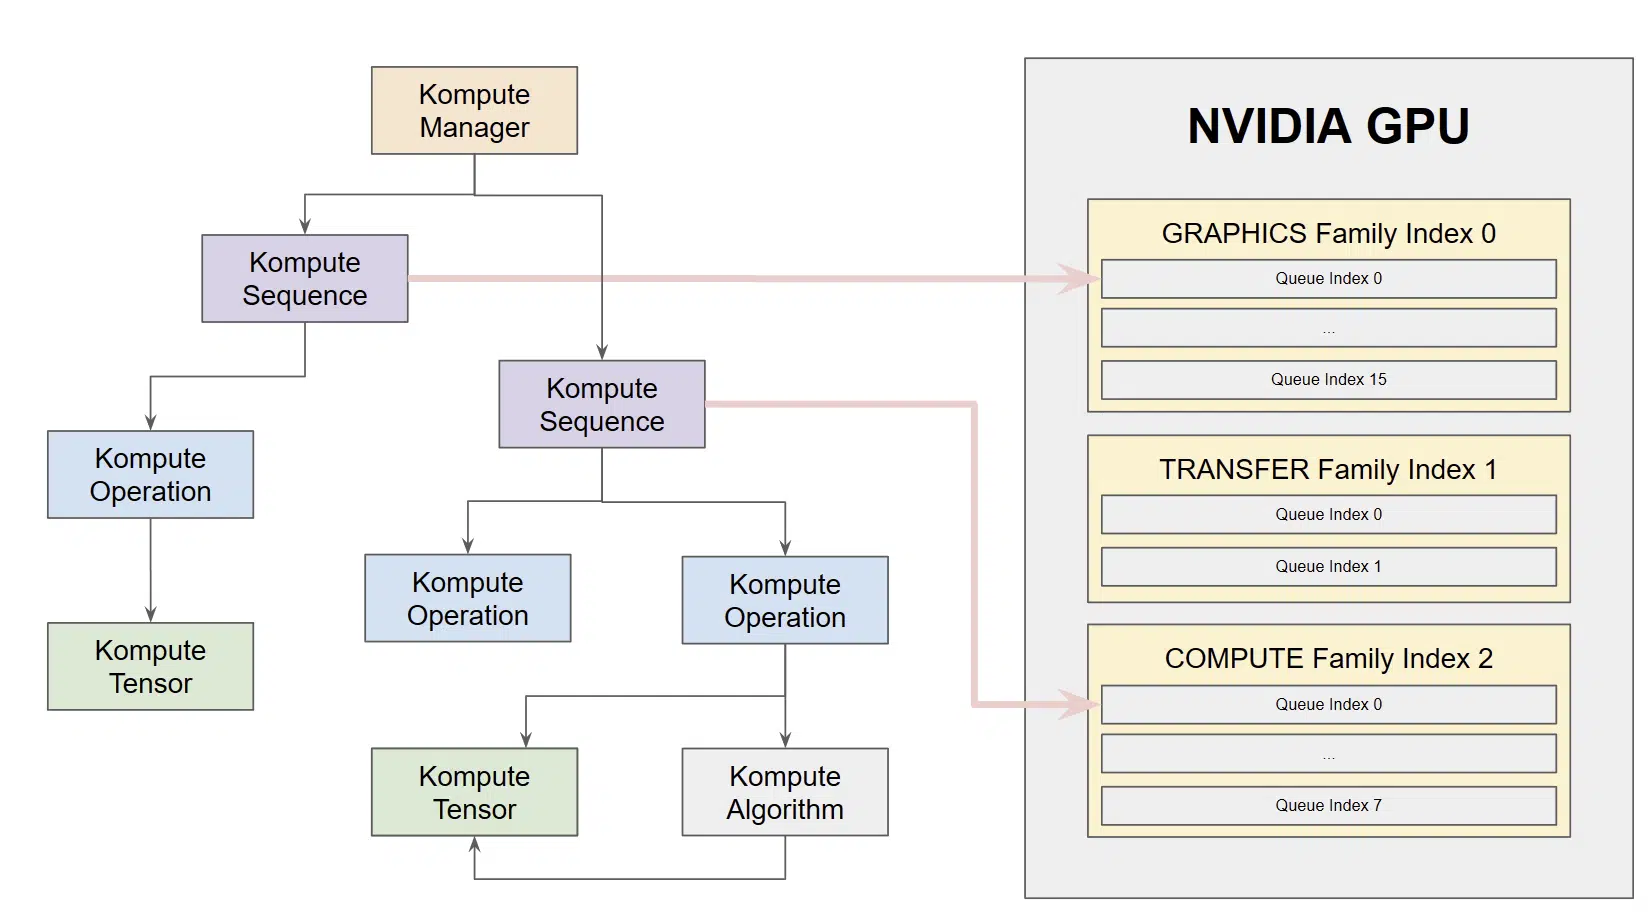 Kompute
Manager
Kompute
Sequence
Kompute
Sequence
Kompute
Operation
Kompute
Operation
Kompute
Operation
Kompute
Tensor
Kompute
Tensor
Kompute
Algorithm
NVIDIA GPU
GRAPHICS Family Index 0
Queue Index 0
...
Queue Index 15
TRANSFER Family Index 1
Queue Index 0
Queue Index 1
COMPUTE Family Index 2
Queue Index 0
...
Queue Index 7